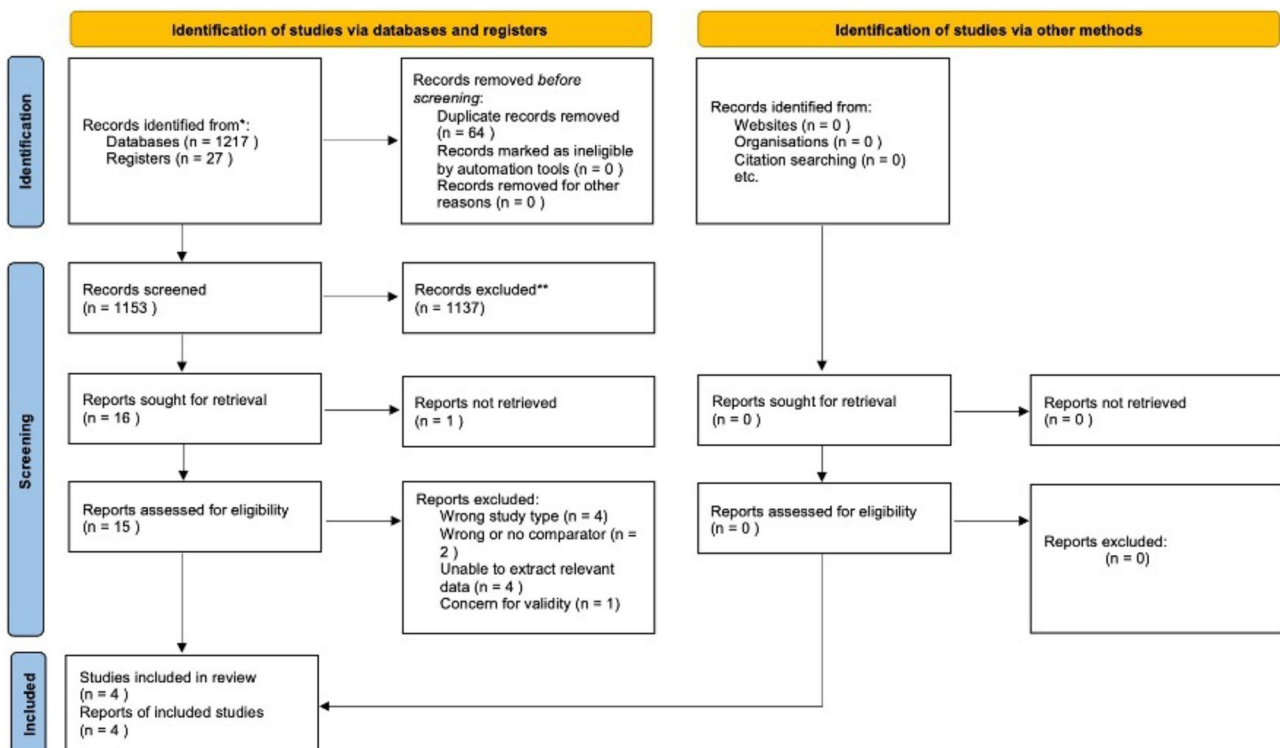 Identification of studies via databases and registers
Identification of studies via other methods
Identification
Records identified from*:
Databases (n = 1217 )
Registers (n = 27 )
Records removed before
screening:
Duplicate records removed
(n = 64 )
Records marked as ineligible
by automation tools (n = 0 )
Records removed for other
reasons (n = 0 )
Records identified from:
Websites (n = 0 )
Organisations (n = 0 )
Citation searching (n = 0)
etc.
Screening
Records screened
(n = 1153 )
Records excluded**
(n = 1137)
Reports sought for retrieval
(n = 16 )
Reports not retrieved
(n = 1 )
Reports sought for retrieval
(n = 0 )
Reports not retrieved
(n = 0 )
Reports assessed for eligibility
(n = 15 )
Reports excluded:
Wrong study type (n = 4)
Wrong or no comparator (n =
2 )
Unable to extract relevant
data (n = 4 )
Concern for validity (n = 1)
Reports assessed for eligibility
(n = 0 )
Reports excluded:
(n = 0)
Included
Studies included in review
(n = 4 )
Reports of included studies
(n = 4 )